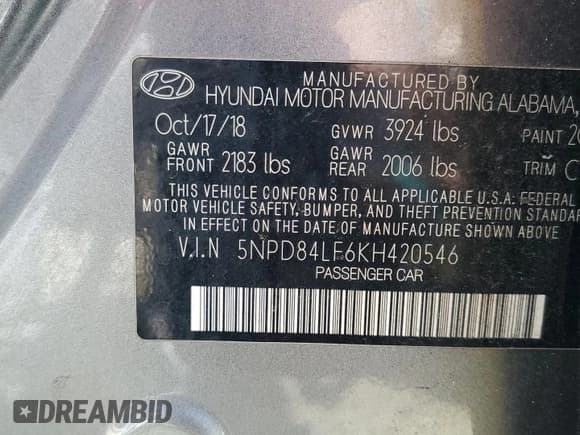 MANUFACTURED BY
HYUNDAI MOTOR MANUFACTURING ALABAMA,
Oct/17/18 GVWR 3924 lbs PAINT
GAWR FRONT 2183 lbs GAWR REAR 2006 lbs TRIM C
THIS VEHICLE CONFORMS TO ALL APPLICABLE U.S.A. FEDE
MOTOR VEHICLE SAFETY, BUMPER, AND THEFT PREVENTION STANDAR
IN EFFECT ON THE DATE OF MANUFACTURE SHOWN ABOVE.
V.I.N 5NPD84LF6KH420546
PASSENGER CAR
DREAMBID